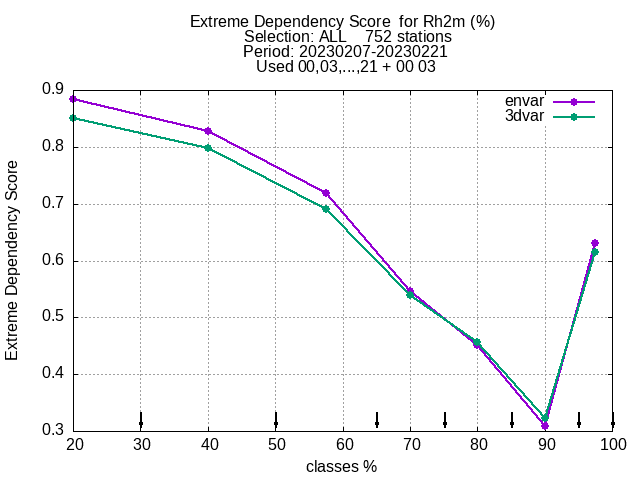 Extreme Dependency Score  for Rh2m (%)
Selection: ALL    752 stations
Period: 20230207-20230221
Used 00,03,...,21 + 00 03
envar
3dvar
Extreme Dependency Score
0.9
0.8
0.7
0.6
0.5
0.4
0.3
20 30 40 50 60 70 80 90 100
classes %